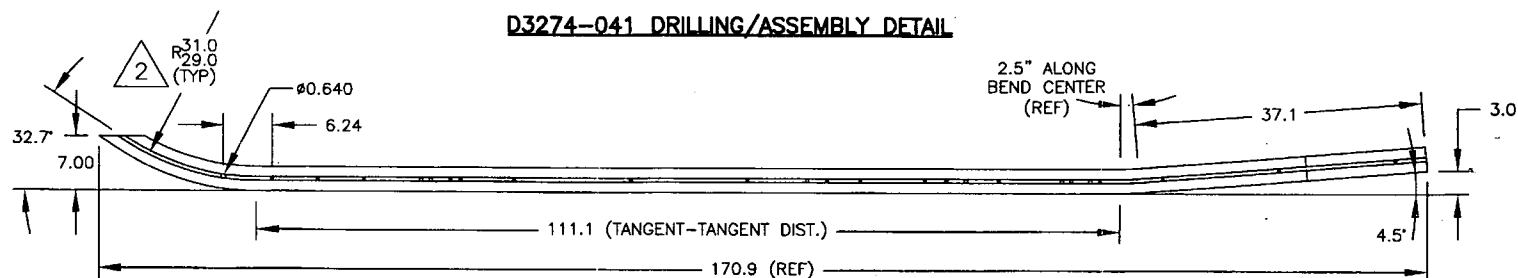 D3274-041 DRILLING/ASSEMBLY DETAIL
2
R31.0
29.0
(TYP)
ø0.640
6.24
2.5" ALONG
BEND CENTER
(REF)
37.1
3.0
32.7°
7.00
111.1 (TANGENT-TANGENT DIST.)
4.5°
170.9 (REF)